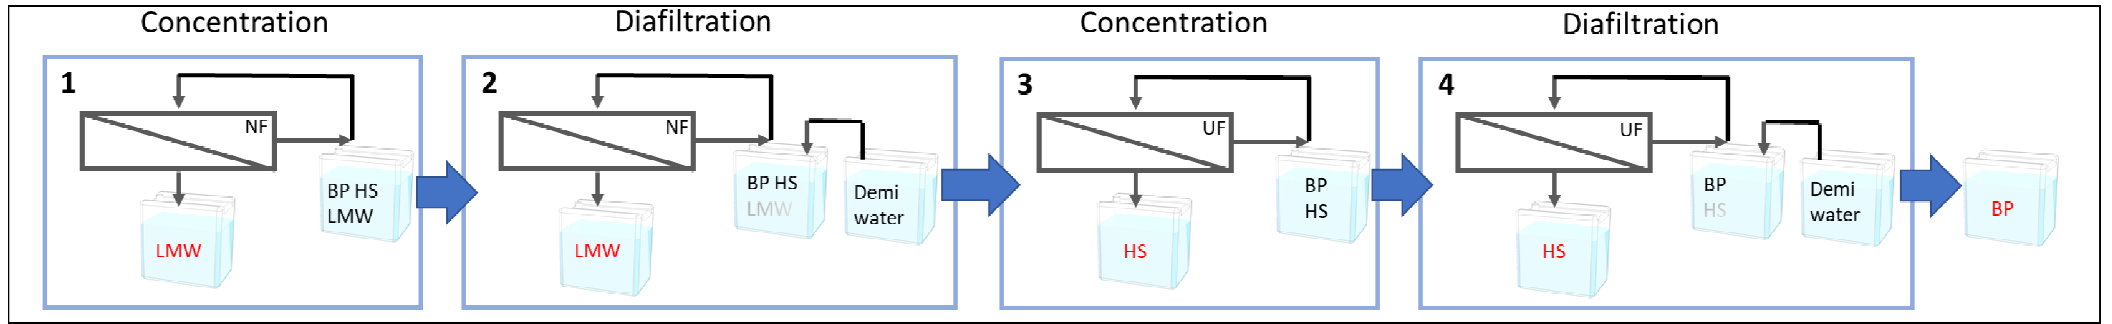 Concentration
Diafiltration
Concentration
Diafiltration
1
NF
BP HS
LMW
LMW
2
NF
BP HS
LMW
Demi
water
LMW
3
UF
BP
HS
HS
4
UF
BP
HS
Demi
water
HS
BP